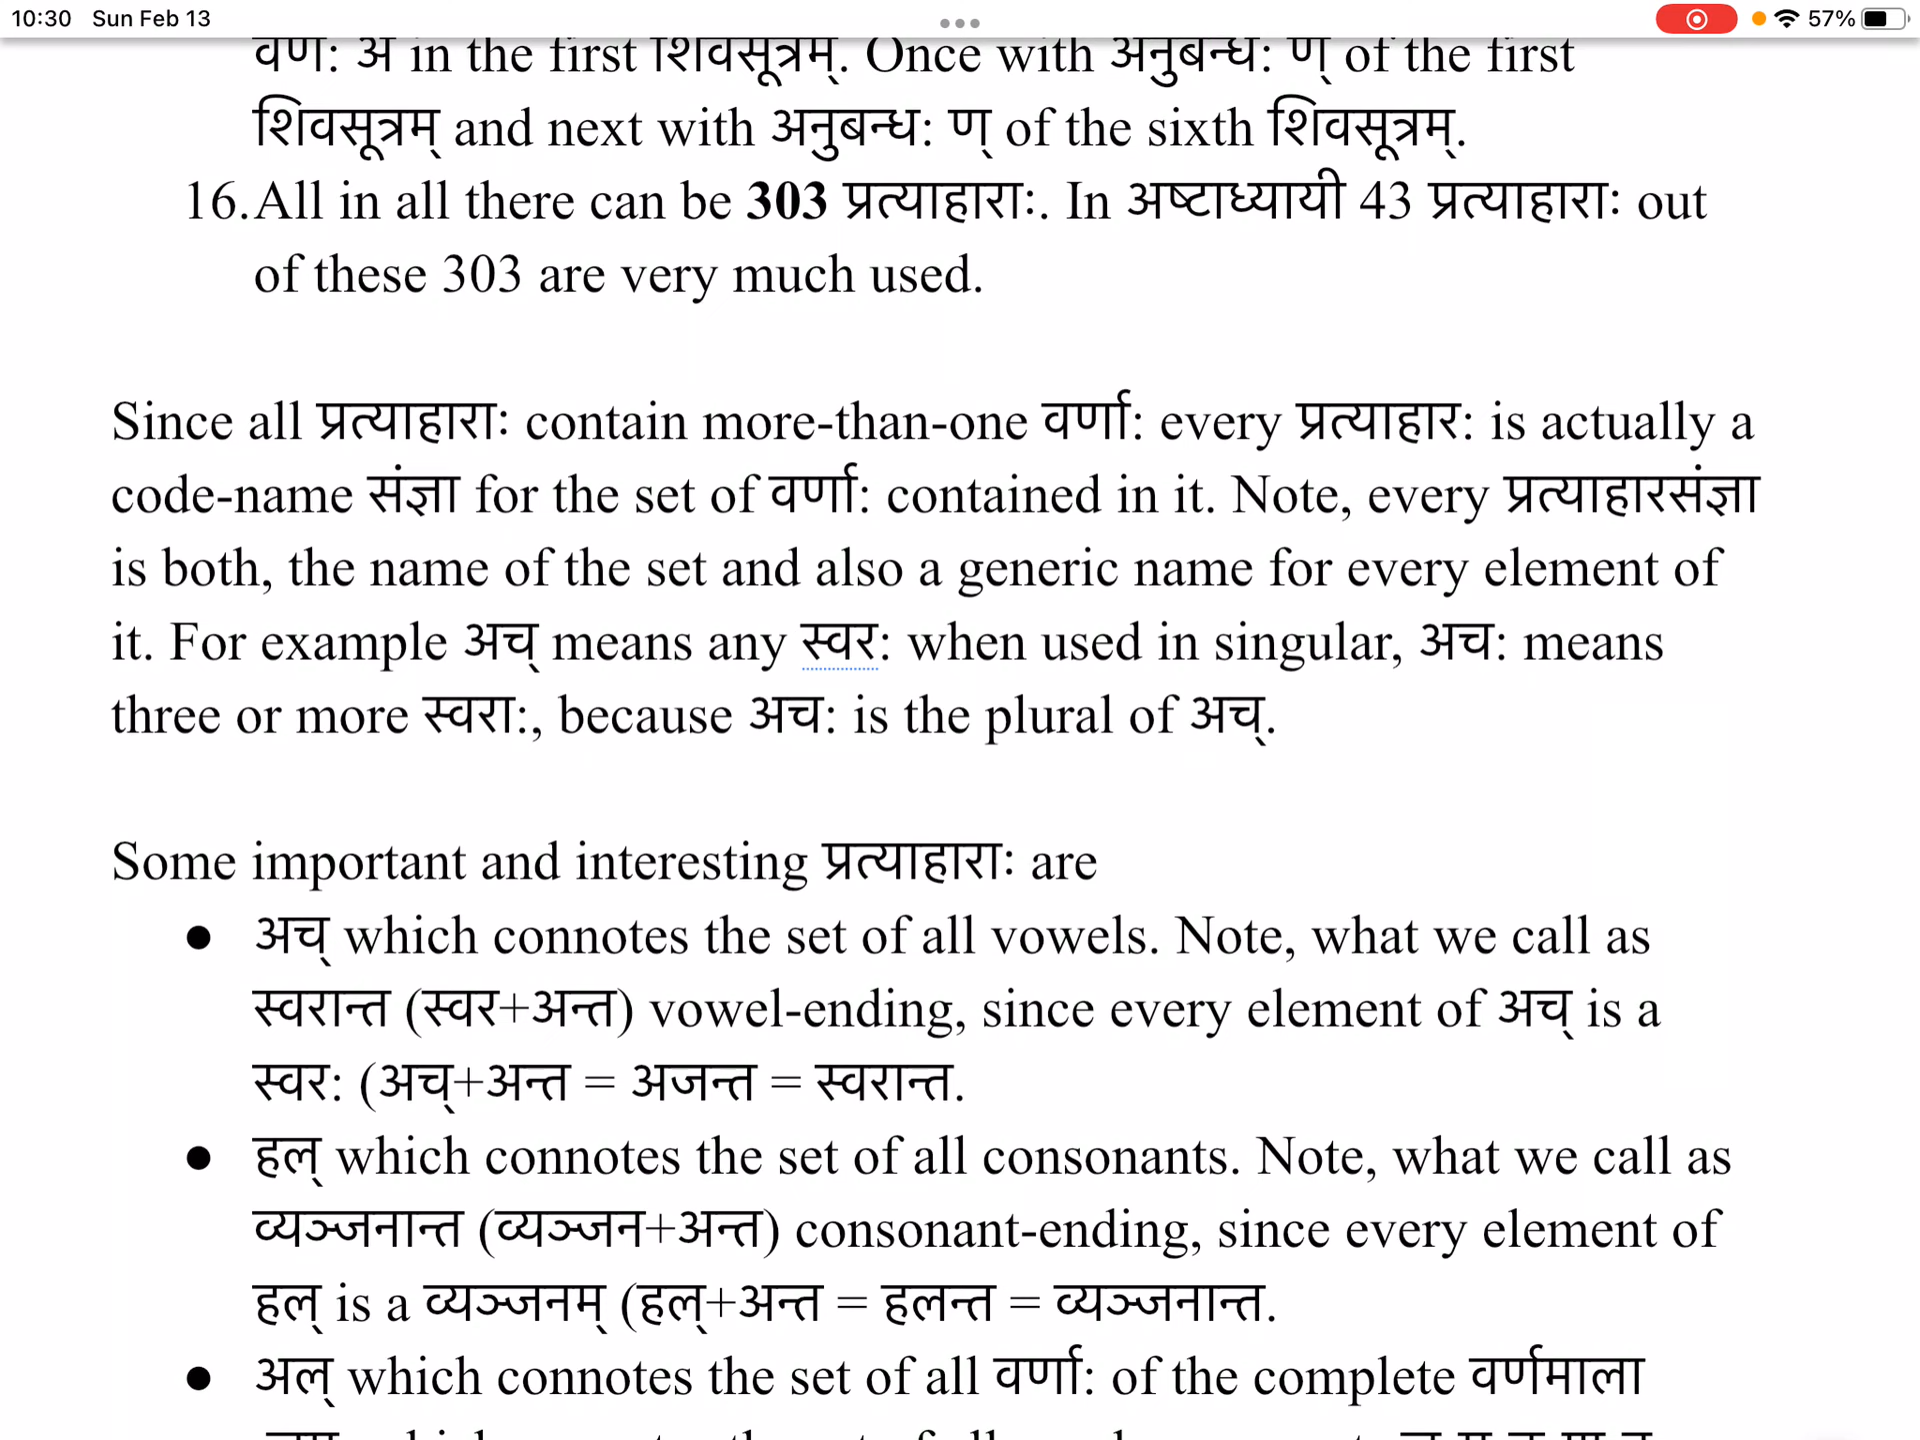 10:30 Sun Feb 13 57%
वर्ण: अ in the first शिवसूत्रम्. Once with अनुबन्ध: ण् of the first
शिवसूत्रम् and next with अनुबन्ध: ण् of the sixth शिवसूत्रम्.
16.All in all there can be 303 प्रत्याहाराः. In अष्टाध्यायी 43 प्रत्याहाराः out
of these 303 are very much used.
Since all प्रत्याहाराः contain more-than-one वर्णा: every प्रत्याहार: is actually a
code-name संज्ञा for the set of वर्णा: contained in it. Note, every प्रत्याहारसंज्ञा
is both, the name of the set and also a generic name for every element of
it. For example अच् means any स्वर: when used in singular, अच: means
three or more स्वरा:, because अच: is the plural of अच्.
Some important and interesting प्रत्याहाराः are
● अच् which connotes the set of all vowels. Note, what we call as
स्वरान्त (स्वर+अन्त) vowel-ending, since every element of अच् is a
स्वर: (अच्+अन्त = अजन्त = स्वरान्त.
● हल् which connotes the set of all consonants. Note, what we call as
व्यञ्जनान्त (व्यञ्जन+अन्त) consonant-ending, since every element of
हल् is a व्यञ्जनम् (हल्+अन्त = हलन्त = व्यञ्जनान्त.
● अल् which connotes the set of all वर्णा: of the complete वर्णमाला